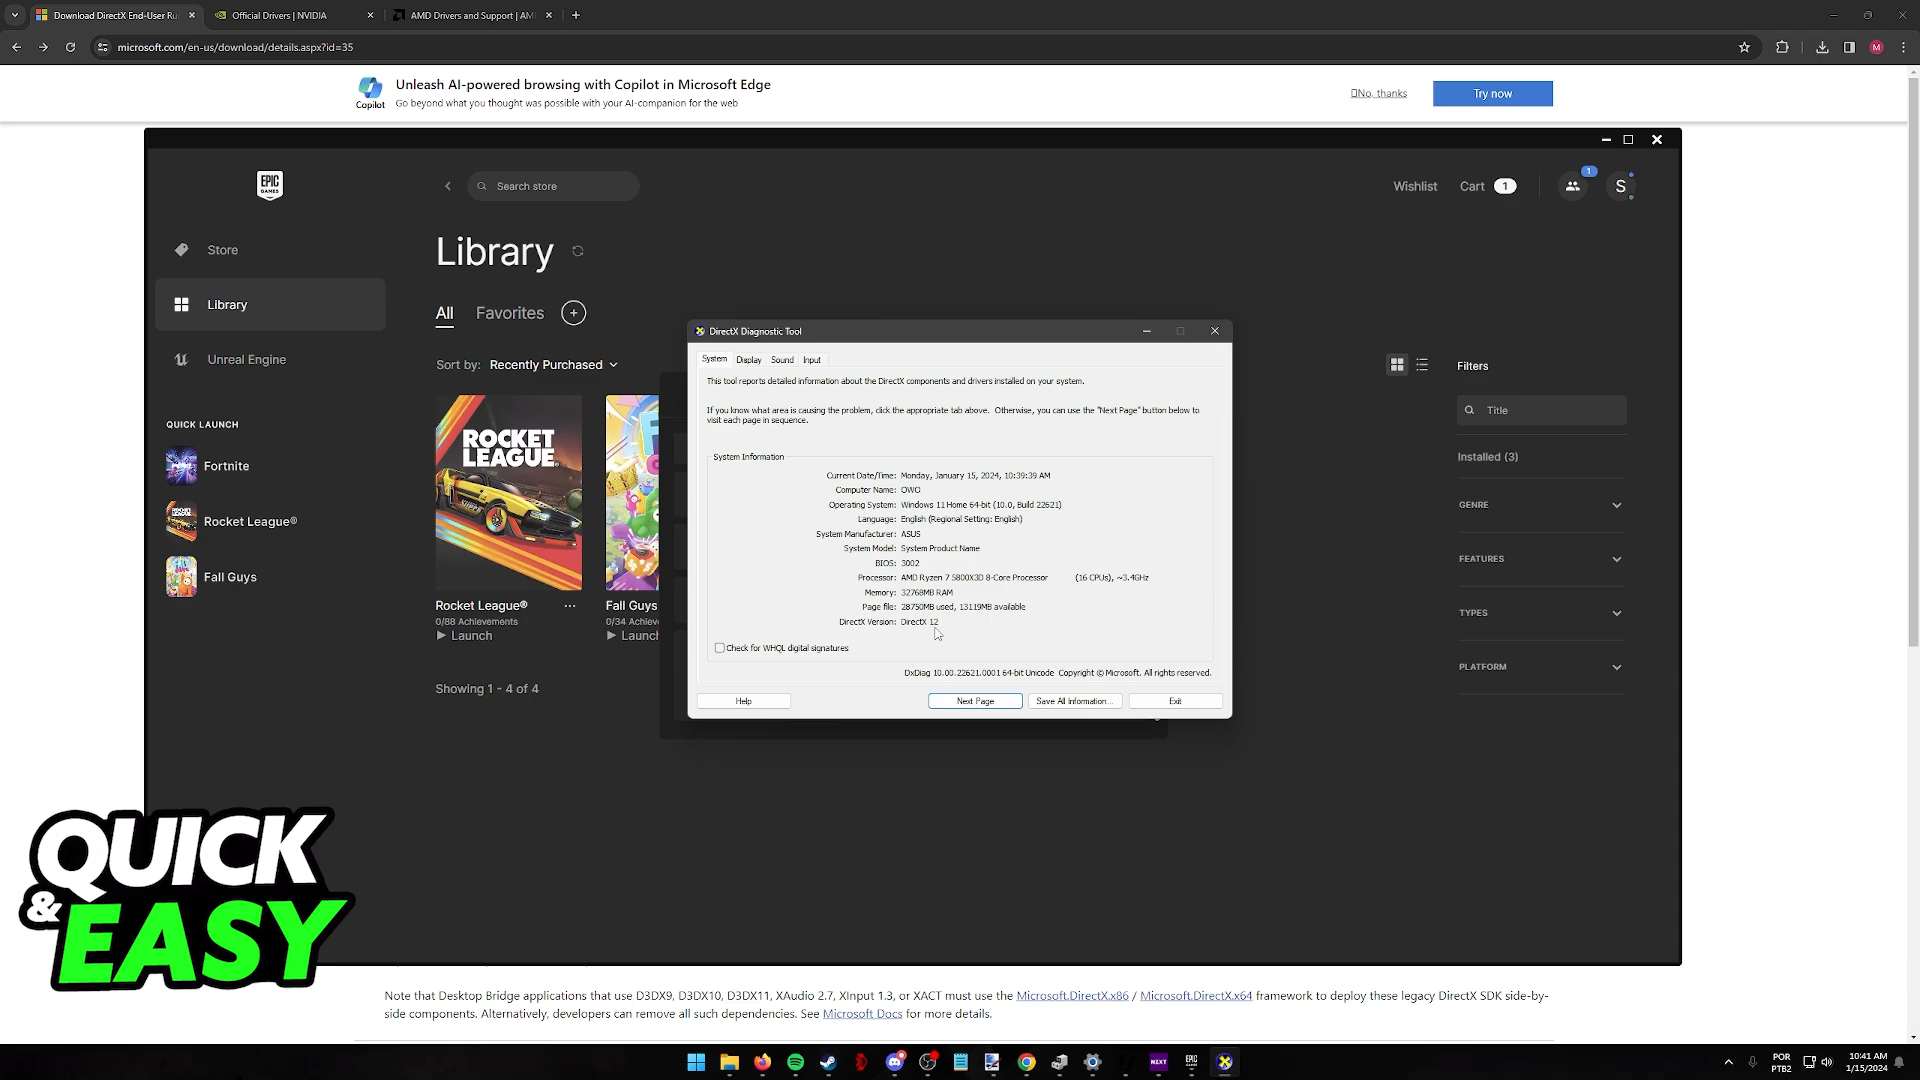 Download DirectX End-User Ru
Official Drivers | NVIDIA
AMD Drivers and Support | AM
microsoft.com/en-us/download/details.aspx?id=35
M
Copilot
Unleash AI-powered browsing with Copilot in Microsoft Edge
Go beyond what you thought was possible with your AI-companion for the web
No, thanks
Try now
EPIC
GAMES
Search store
Wishlist
Cart 1
1
S
Store
Library
Unreal Engine
QUICK LAUNCH
Fortnite
Rocket League®
Fall Guys
Library
All
Favorites
+
Sort by: Recently Purchased
ROCKET
LEAGUE
Rocket League®
...
0/88 Achievements
Launch
Fall Guys
0/34 Achiev
Launch
Showing 1 - 4 of 4
Filters
Title
Installed (3)
GENRE
FEATURES
TYPES
PLATFORM
DirectX Diagnostic Tool
System
Display
Sound
Input
This tool reports detailed information about the DirectX components and drivers installed on your system.
If you know what area is causing the problem, click the appropriate tab above. Otherwise, you can use the "Next Page" button below to
visit each page in sequence.
System Information
Current Date/Time: Monday, January 15, 2024, 10:39:39 AM
Computer Name: OWO
Operating System: Windows 11 Home 64-bit (10.0, Build 22621)
Language: English (Regional Setting: English)
System Manufacturer: ASUS
System Model: System Product Name
BIOS: 3002
Processor: AMD Ryzen 7 5800X3D 8-Core Processor (16 CPUs), ~3.4GHz
Memory: 32768MB RAM
Page file: 28750MB used, 13119MB available
DirectX Version: DirectX 12
Check for WHQL digital signatures
DxDiag 10.00.22621.0001 64-bit Unicode Copyright © Microsoft. All rights reserved.
Help
Next Page
Save All Information...
Exit
QUICK
& EASY
Note that Desktop Bridge applications that use D3DX9, D3DX10, D3DX11, XAudio 2.7, XInput 1.3, or XACT must use the Microsoft.DirectX.x86 / Microsoft.DirectX.x64 framework to deploy these legacy DirectX SDK side-by-
side components. Alternatively, developers can remove all such dependencies. See Microsoft Docs for more details.
NZXT
EPIC
POR
PTB2
10:41 AM
1/15/2024